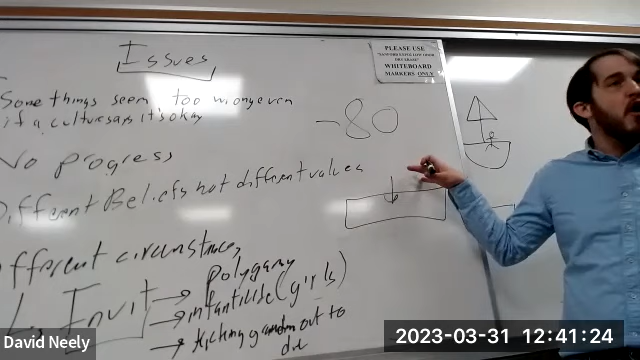 Issues
Some things seem too wrong even
if a culture says it's okay
No progress
Different Beliefs not different values
Different circumstances
Inuit → polygamy
→ infanticide (girls)
→ kicking grandma out to
die
-80
PLEASE USE
WHITEBOARD
MARKERS ONLY
David Neely
2023-03-31 12:41:24